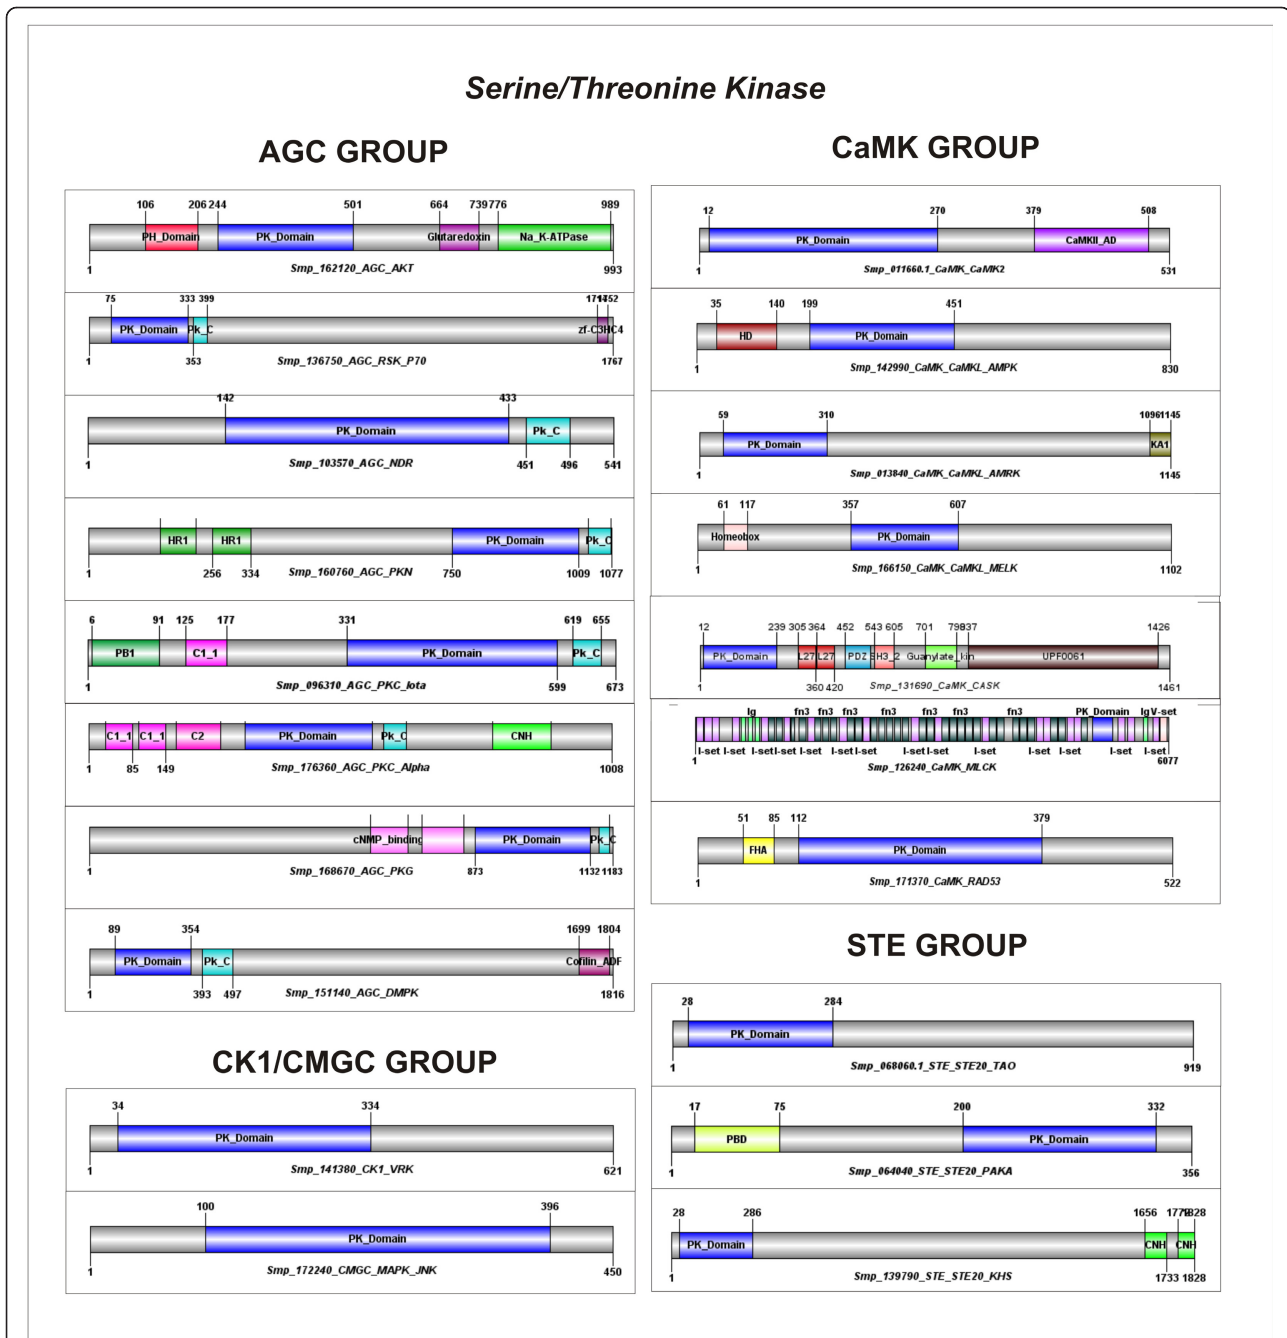 Serine/Threonine Kinase
AGC GROUP
106 206 244 501 664 739 776 989
PH_Domain PK_Domain Glutaredoxin Na_K-ATPase
1 Smp_162120_AGC_AKT 993
75 333 399
PK_Domain Pk_C zf-C3HC4
1 353 Smp_136750_AGC_RSK_P70 1767
142 433
PK_Domain Pk_C
1 Smp_103570_AGC_NDR 451 496 541
HR1 HR1 PK_Domain Pk_C
1 256 334 Smp_160760_AGC_PKN 750 1009 1077
6 91 125 177 331 619 655
PB1 C1_1 PK_Domain Pk_C
1 Smp_096310_AGC_PKC_Iota 599 673
C1_1 C1_1 C2 PK_Domain Pk_C CNH
1 85 149 Smp_176360_AGC_PKC_Alpha 1008
cNMP_binding PK_Domain Pk_C
1 Smp_168670_AGC_PKG 873 1132 1183
89 354 1699 1804
PK_Domain Pk_C Cofilin_ADF
1 393 497 Smp_151140_AGC_DMPK 1816
CK1/CMGC GROUP
34 334
PK_Domain
1 Smp_141380_CK1_VRK 621
100 396
PK_Domain
1 Smp_172240_CMGC_MAPK_JNK 450
CaMK GROUP
12 270 379 508
PK_Domain CaMKII_AD
1 Smp_011660.1_CaMK_CaMK2 531
35 140 199 451
HD PK_Domain
1 Smp_142990_CaMK_CaMKL_AMPK 830
59 310 1096 1145
PK_Domain KA1
1 Smp_013840_CaMK_CaMKL_AMRK 1145
61 117 357 607
Homeobox PK_Domain
1 Smp_166150_CaMK_CaMKL_MELK 1102
12 239 305 364 452 543 605 701 1426
PK_Domain L27 L27 PDZ SH3_2 Guanylate_kin UPF0061
1 360 420 Smp_131690_CaMK_CASK 1461
Ig fn3 fn3 fn3 fn3 fn3 fn3 fn3 PK_Domain Ig V-set
I-set I-set I-set I-set I-set I-set I-set I-set I-set I-set I-set I-set
1 Smp_126240_CaMK_MLCK 6077
51 85 112 379
FHA PK_Domain
1 Smp_171370_CaMK_RAD53 522
STE GROUP
28 284
PK_Domain
1 Smp_068060.1_STE_STE20_TAO 919
17 75 200 332
PBD PK_Domain
1 Smp_064040_STE_STE20_PAKA 356
28 286 1656
PK_Domain CNH CNH
1 Smp_139790_STE_STE20_KHS 1733 1828